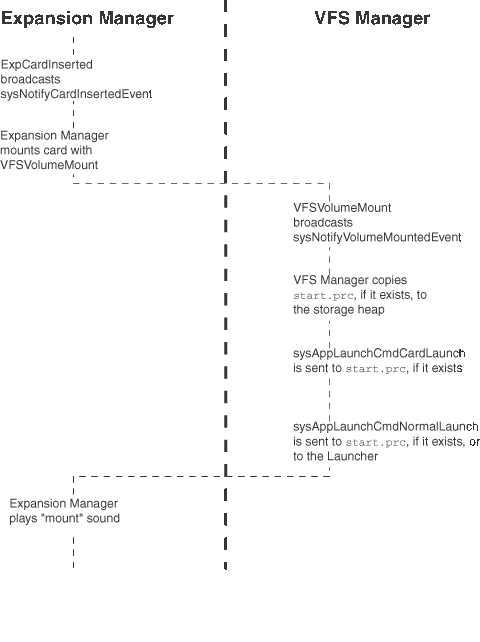 Expansion Manager
VFS Manager
ExpCardInserted
broadcasts
sysNotifyCardInsertedEvent
Expansion Manager
mounts card with
VFSVolumeMount
VFSVolumeMount
broadcasts
sysNotifyVolumeMountedEvent
VFS Manager copies
start.prc, if it exists, to
the storage heap
sysAppLaunchCmdCardLaunch
is sent to start.prc, if it exists
sysAppLaunchCmdNormalLaunch
is sent to start.prc, if it exists, or
to the Launcher
Expansion Manager
plays "mount" sound